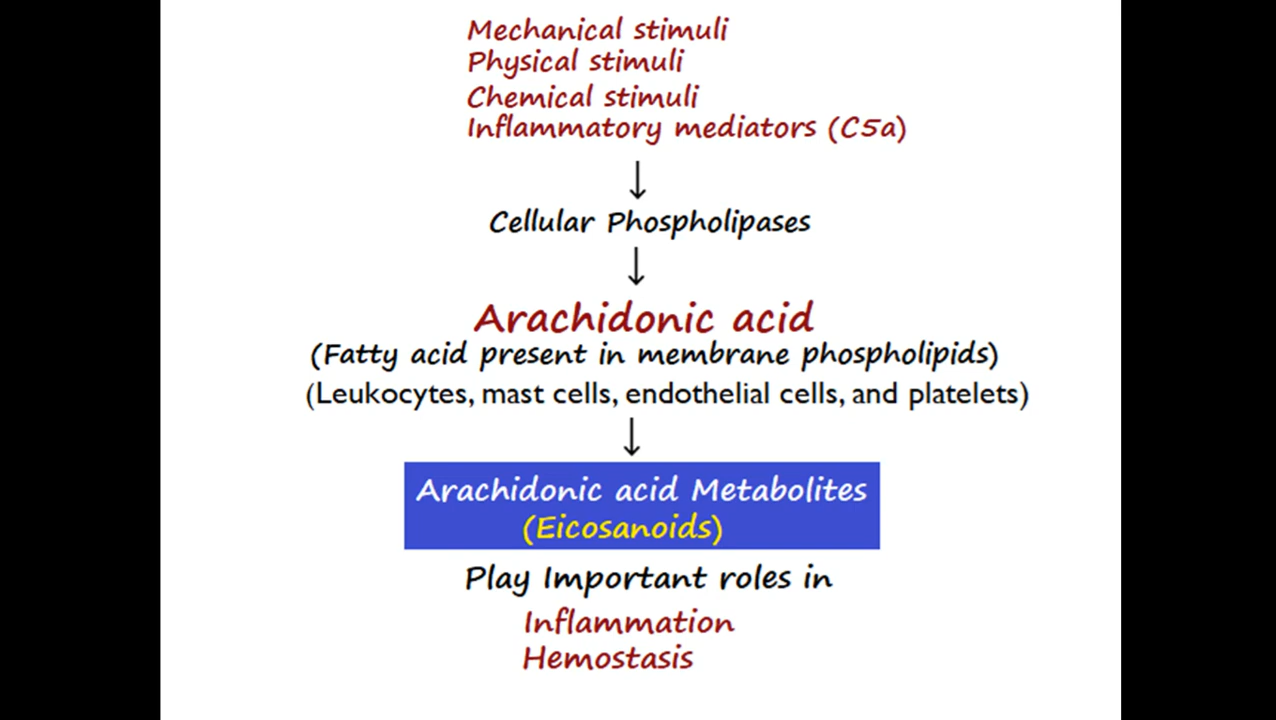 Mechanical stimuli
Physical stimuli
Chemical stimuli
Inflammatory mediators (C5a)
Cellular Phospholipases
Arachidonic acid
(Fatty acid present in membrane phospholipids)
(Leukocytes, mast cells, endothelial cells, and platelets)
Arachidonic acid Metabolites
(Eicosanoids)
Play Important roles in
Inflammation
Hemostasis